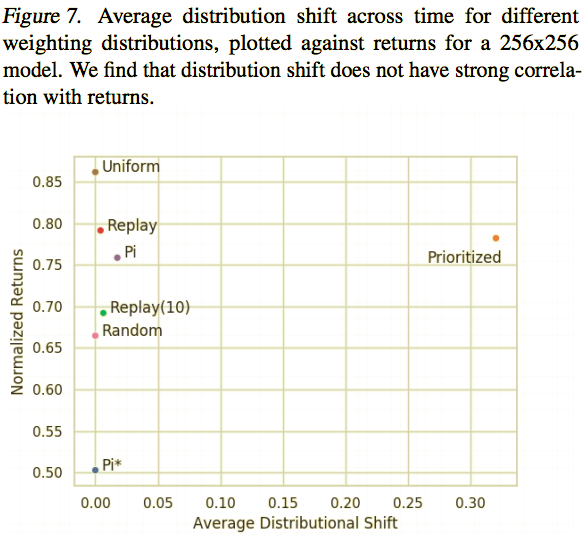 Figure 7. Average distribution shift across time for different
weighting distributions, plotted against returns for a 256x256
model. We find that distribution shift does not have strong correla-
tion with returns.
Uniform
0.85
0.80
Replay
Pi
Prioritized
0.75
0.70
Replay(10)
Random
0.65
0.60
0.55
Pi*
0.50
Normalized Returns
0.00 0.05 0.10 0.15 0.20 0.25 0.30
Average Distributional Shift